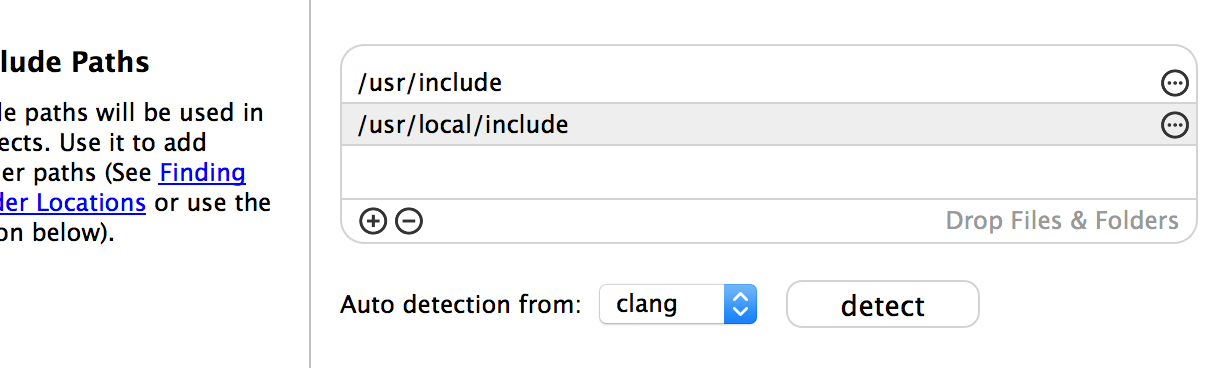 lude Paths
le paths will be used in
ects. Use it to add
er paths (See Finding
der Locations or use the
on below).
/usr/include
/usr/local/include
Drop Files & Folders
Auto detection from: clang detect